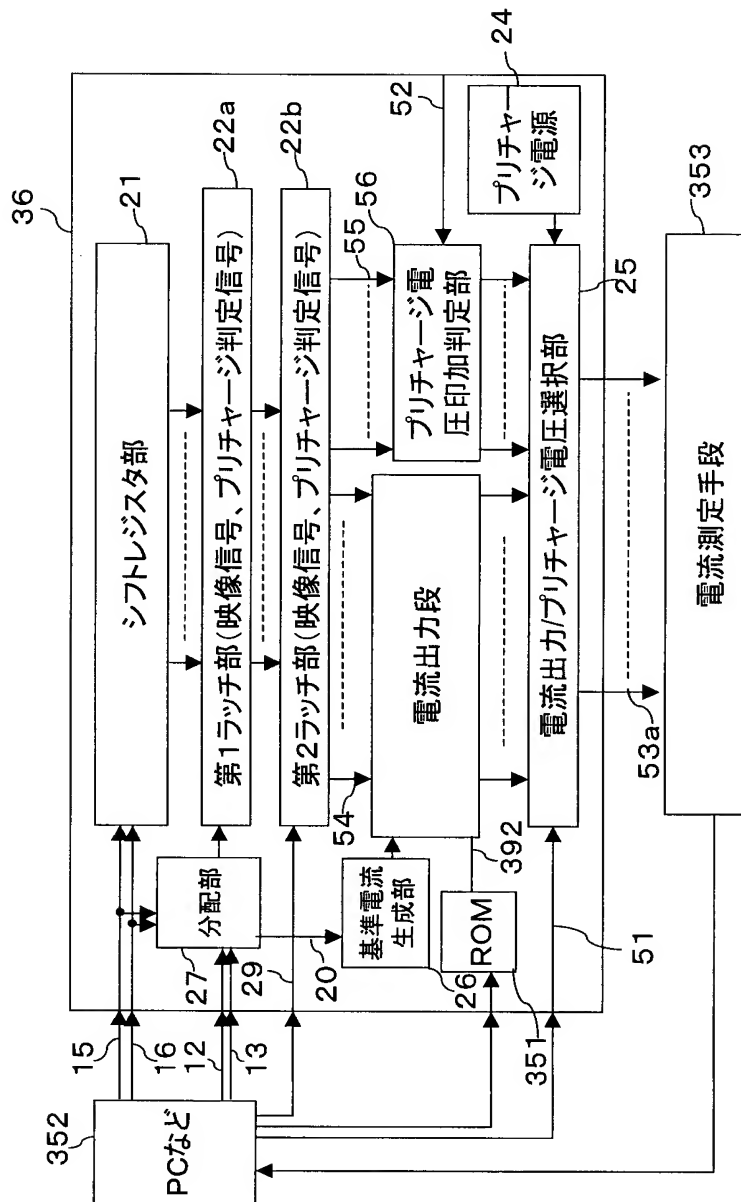 36
352
PCなど
15
16
12
13
27
分配部
29
20
シフトレジスタ部
21
第1ラッチ部(映像信号、プリチャージ判定信号)
22a
第2ラッチ部(映像信号、プリチャージ判定信号)
22b
54
55
56
52
基準電流
生成部
26
電流出力段
392
プリチャージ電
圧印加判定部
プリチャー
ジ電源
24
ROM
351
電流出力/プリチャージ電圧選択部
25
51
53a
電流測定手段
353